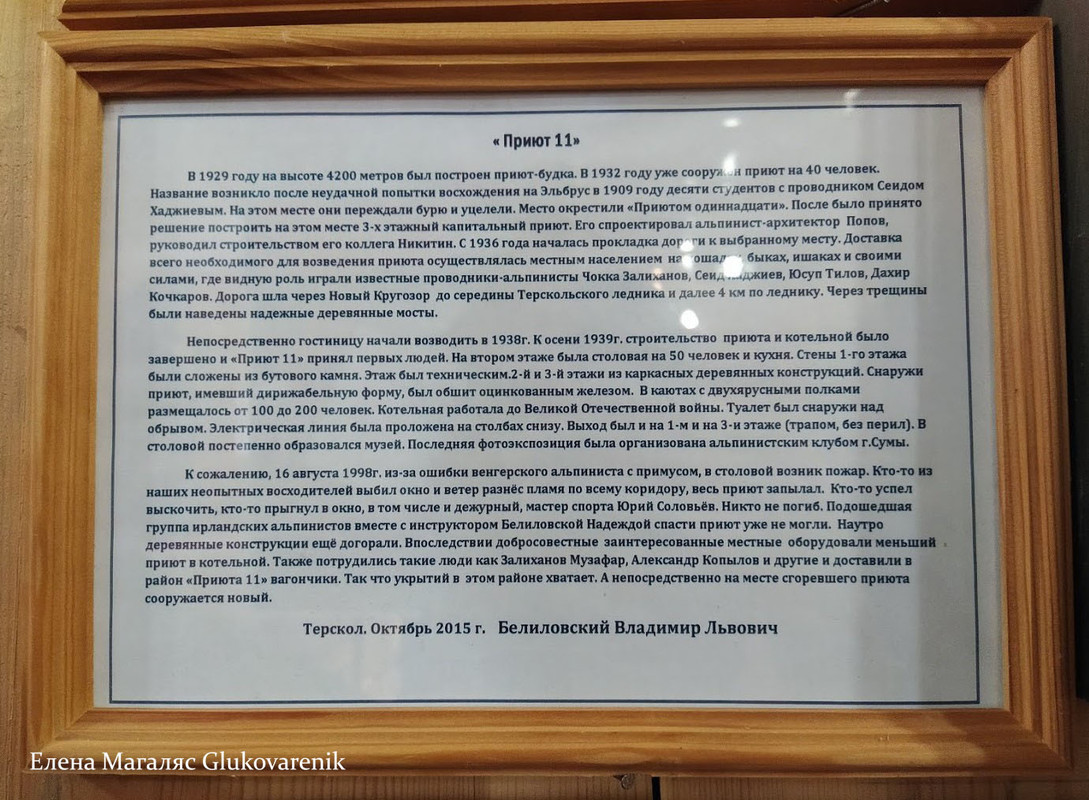 « Приют 11»
В 1929 году на высоте 4200 метров был построен приют-будка. В 1932 году уже сооружен приют на 40 человек.
Название возникло после неудачной попытки восхождения на Эльбрус в 1909 году десяти студентов с проводником Сеидом
Хаджиевым. На этом месте они переждали бурю и уцелели. Место окрестили «Приютом одиннадцати». После было принято
решение построить на этом месте 3-х этажный капитальный приют. Его спроектировал альпинист-архитектор Попов,
руководил строительством его коллега Никитин. С 1936 года началась прокладка дороги к выбранному месту. Доставка
всего необходимого для возведения приюта осуществлялась местным населением на лошадях, быках, ишаках и своими
силами, где видную роль играли известные проводники-альпинисты Чокка Залиханов, Сеид Хаджиев, Юсуп Тилов, Дахир
Кочкаров. Дорога шла через Новый Кругозор до середины Терскольского ледника и далее 4 км по леднику. Через трещины
были наведены надежные деревянные мосты.
Непосредственно гостиницу начали возводить в 1938г. К осени 1939г. строительство приюта и котельной было
завершено и «Приют 11» принял первых людей. На втором этаже была столовая на 50 человек и кухня. Стены 1-го этажа
были сложены из бутового камня. Этаж был техническим.2-й и 3-й этажи из каркасных деревянных конструкций. Снаружи
приют, имевший дирижабельную форму, был обшит оцинкованным железом. В каютах с двухярусными полками
размещалось от 100 до 200 человек. Котельная работала до Великой Отечественной войны. Туалет был снаружи над
обрывом. Электрическая линия была проложена на столбах снизу. Выход был и на 1-м и на 3-и этаже (трапом, без перил). В
столовой постепенно образовался музей. Последняя фотоэкспозиция была организована альпинистским клубом г.Сумы.
К сожалению, 16 августа 1998г. из-за ошибки венгерского альпиниста с примусом, в столовой возник пожар. Кто-то из
наших неопытных восходителей выбил окно и ветер разнёс пламя по всему коридору, весь приют запылал. Кто-то успел
выскочить, кто-то прыгнул в окно, в том числе и дежурный, мастер спорта Юрий Соловьёв. Никто не погиб. Подошедшая
группа ирландских альпинистов вместе с инструктором Белиловской Надеждой спасти приют уже не могли. Наутро
деревянные конструкции ещё догорали. Впоследствии добросовестные заинтересованные местные оборудовали меньший
приют в котельной. Также потрудились такие люди как Залиханов Музафар, Александр Копылов и другие и доставили в
район «Приюта 11» вагончики. Так что укрытий в этом районе хватает. А непосредственно на месте сгоревшего приюта
сооружается новый.
Терскол. Октябрь 2015 г. Белиловский Владимир Львович
Елена Магаляс Glukovarenik